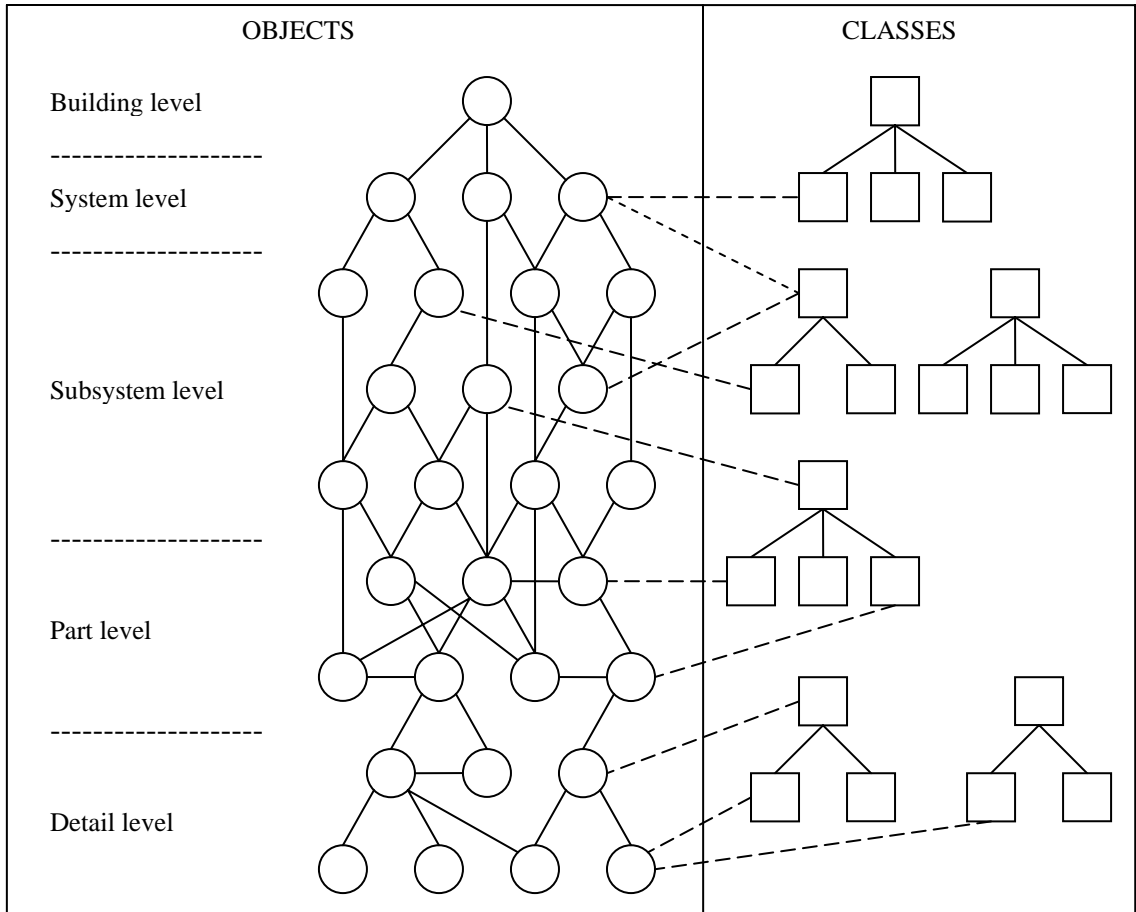 OBJECTS
CLASSES
Building level
System level
Subsystem level
Part level
Detail level